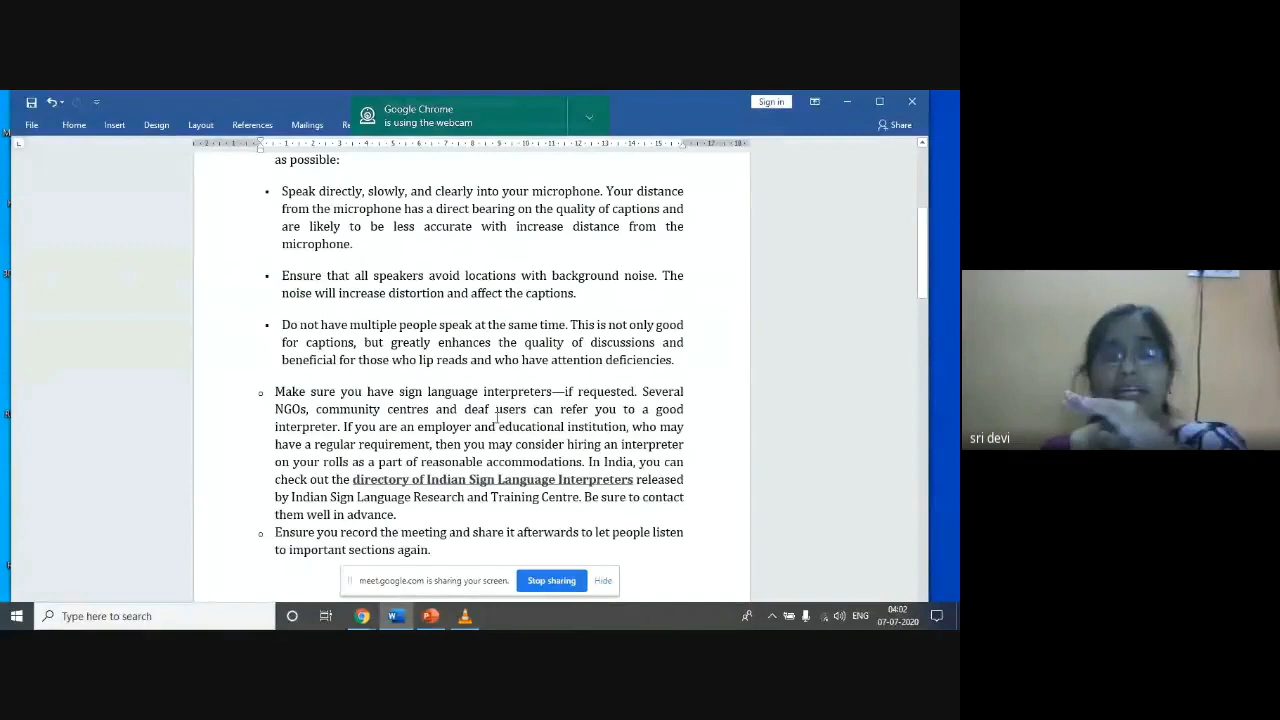 Google Chrome
is using the webcam
Sign in
File Home Insert Design Layout References Mailings Re
Share
as possible:
▪ Speak directly, slowly, and clearly into your microphone. Your distance
from the microphone has a direct bearing on the quality of captions and
are likely to be less accurate with increase distance from the
microphone.
▪ Ensure that all speakers avoid locations with background noise. The
noise will increase distortion and affect the captions.
▪ Do not have multiple people speak at the same time. This is not only good
for captions, but greatly enhances the quality of discussions and
beneficial for those who lip reads and who have attention deficiencies.
o Make sure you have sign language interpreters—if requested. Several
NGOs, community centres and deaf users can refer you to a good
interpreter. If you are an employer and educational institution, who may
have a regular requirement, then you may consider hiring an interpreter
on your rolls as a part of reasonable accommodations. In India, you can
check out the directory of Indian Sign Language Interpreters released
by Indian Sign Language Research and Training Centre. Be sure to contact
them well in advance.
o Ensure you record the meeting and share it afterwards to let people listen
to important sections again.
meet.google.com is sharing your screen. Stop sharing Hide
sri devi
Type here to search
ENG
04:02
07-07-2020